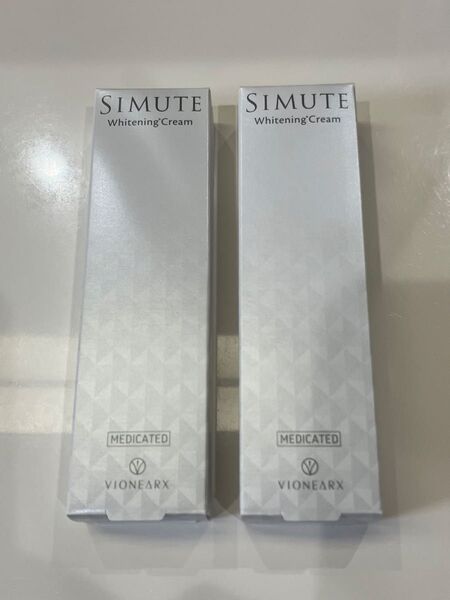 SIMUTE
Whitening*Cream
MEDICATED
VIONEARX
SIMUTE
Whitening*Cream
MEDICATED
VIONEARX